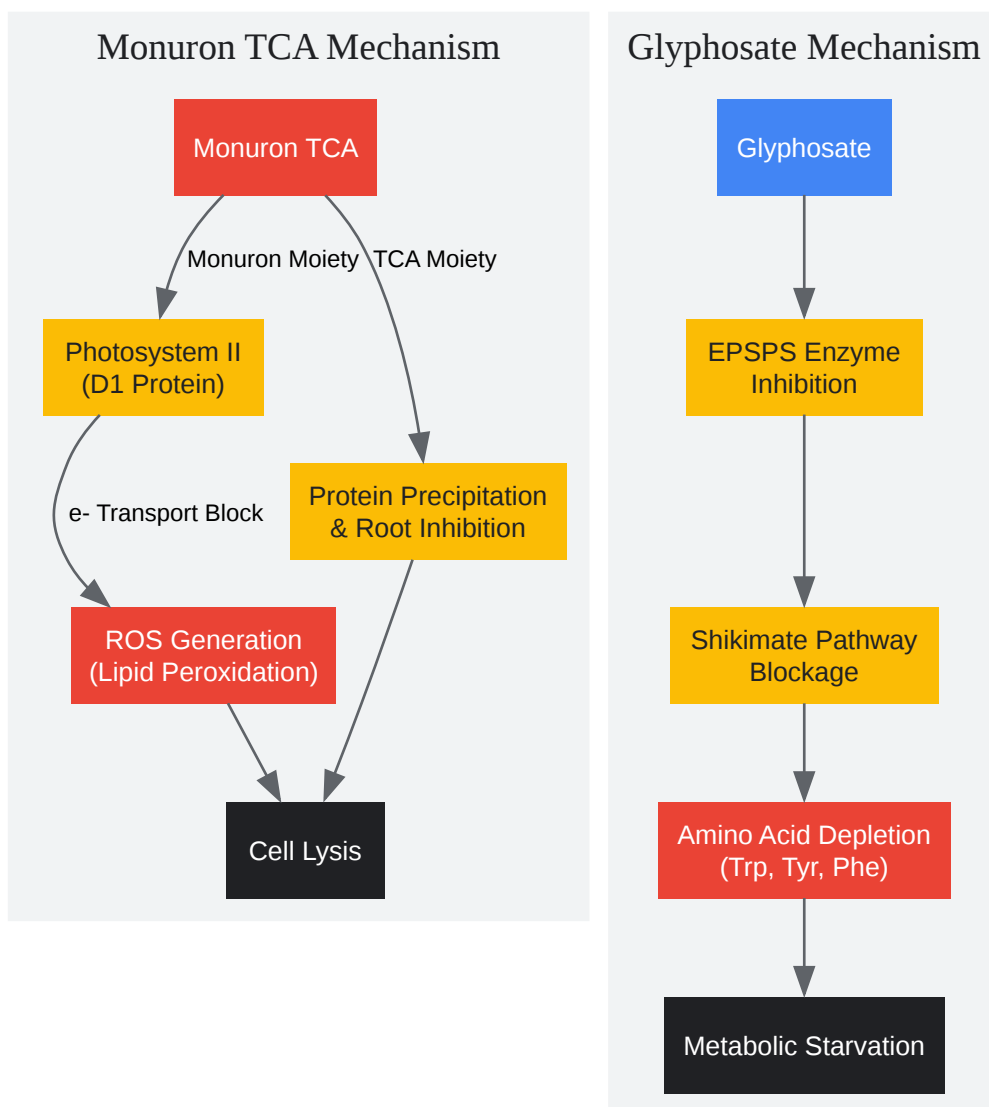 Monuron TCA Mechanism
Monuron TCA
Monuron Moiety
TCA Moiety
Photosystem II
(D1 Protein)
e- Transport Block
Protein Precipitation
& Root Inhibition
ROS Generation
(Lipid Peroxidation)
Cell Lysis
Glyphosate Mechanism
Glyphosate
EPSPS Enzyme
Inhibition
Shikimate Pathway
Blockage
Amino Acid Depletion
(Trp, Tyr, Phe)
Metabolic Starvation